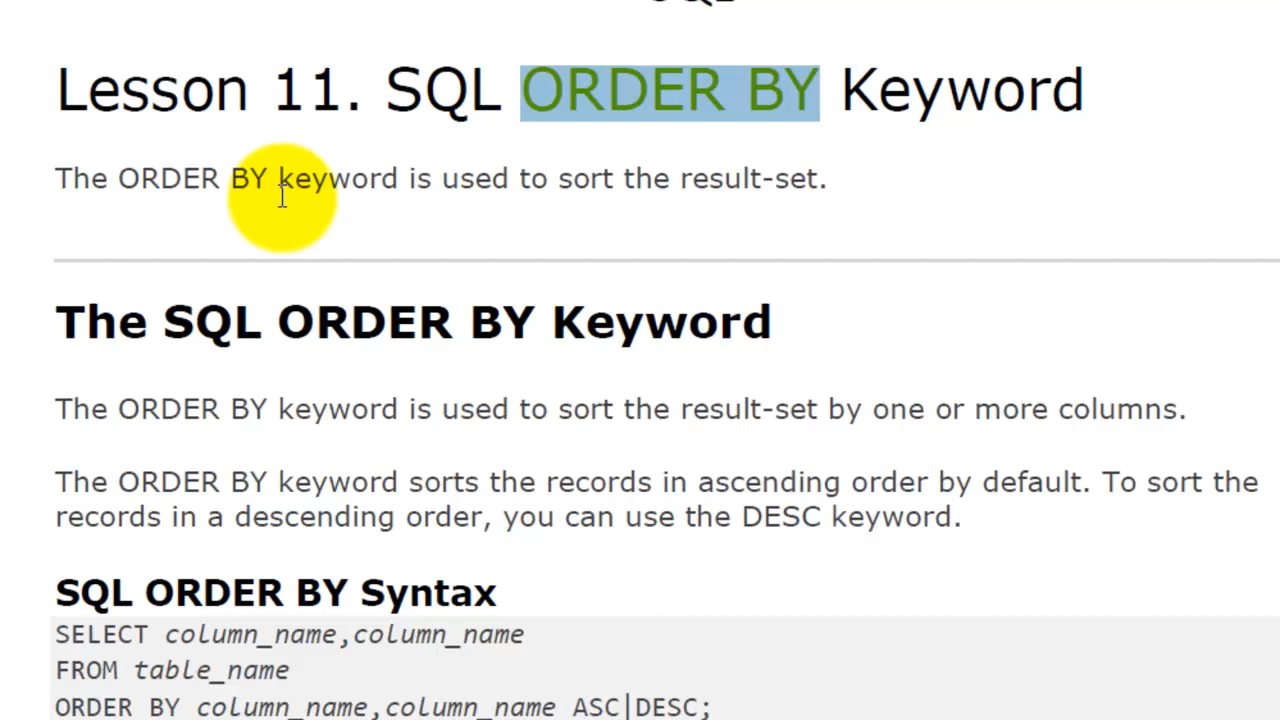 Lesson 11. SQL ORDER BY Keyword
The ORDER BY keyword is used to sort the result-set.
The SQL ORDER BY Keyword
The ORDER BY keyword is used to sort the result-set by one or more columns.
The ORDER BY keyword sorts the records in ascending order by default. To sort the
records in a descending order, you can use the DESC keyword.
SQL ORDER BY Syntax
SELECT column_name,column_name
FROM table_name
ORDER BY column_name,column_name ASC|DESC;